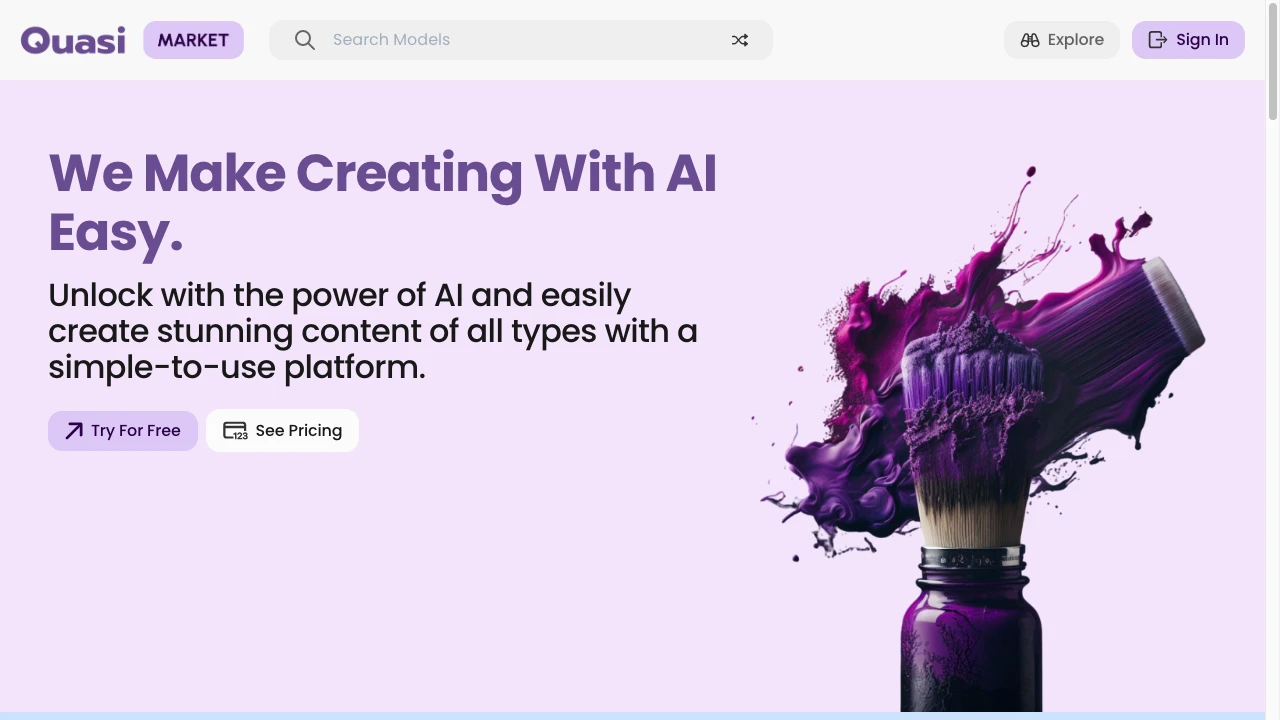 Quasi
MARKET
Search Models
Explore
Sign In
We Make Creating With AI
Easy.
Unlock with the power of AI and easily
create stunning content of all types with a
simple-to-use platform.
Try For Free
123
See Pricing